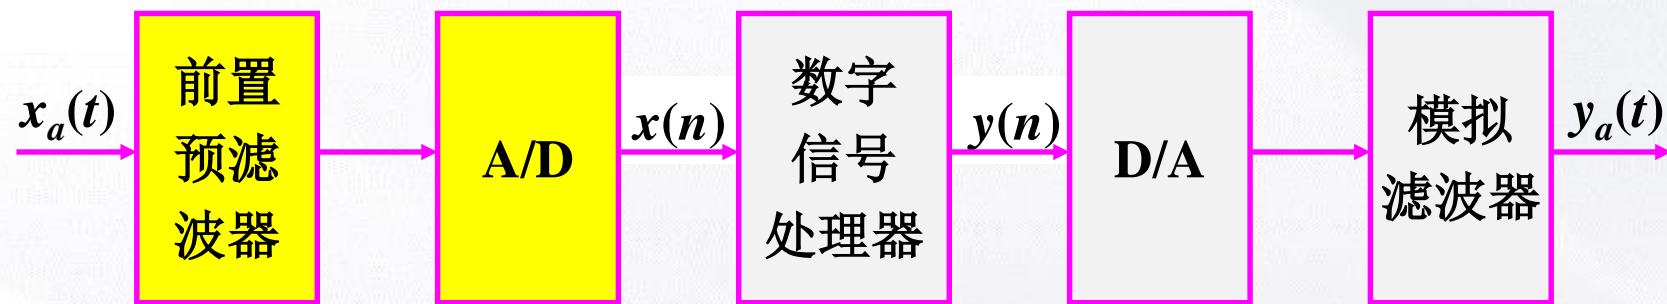 xₐ(t)
前置
预滤
波器
A/D
x(n)
数字
信号
处理器
y(n)
D/A
模拟
滤波器
yₐ(t)